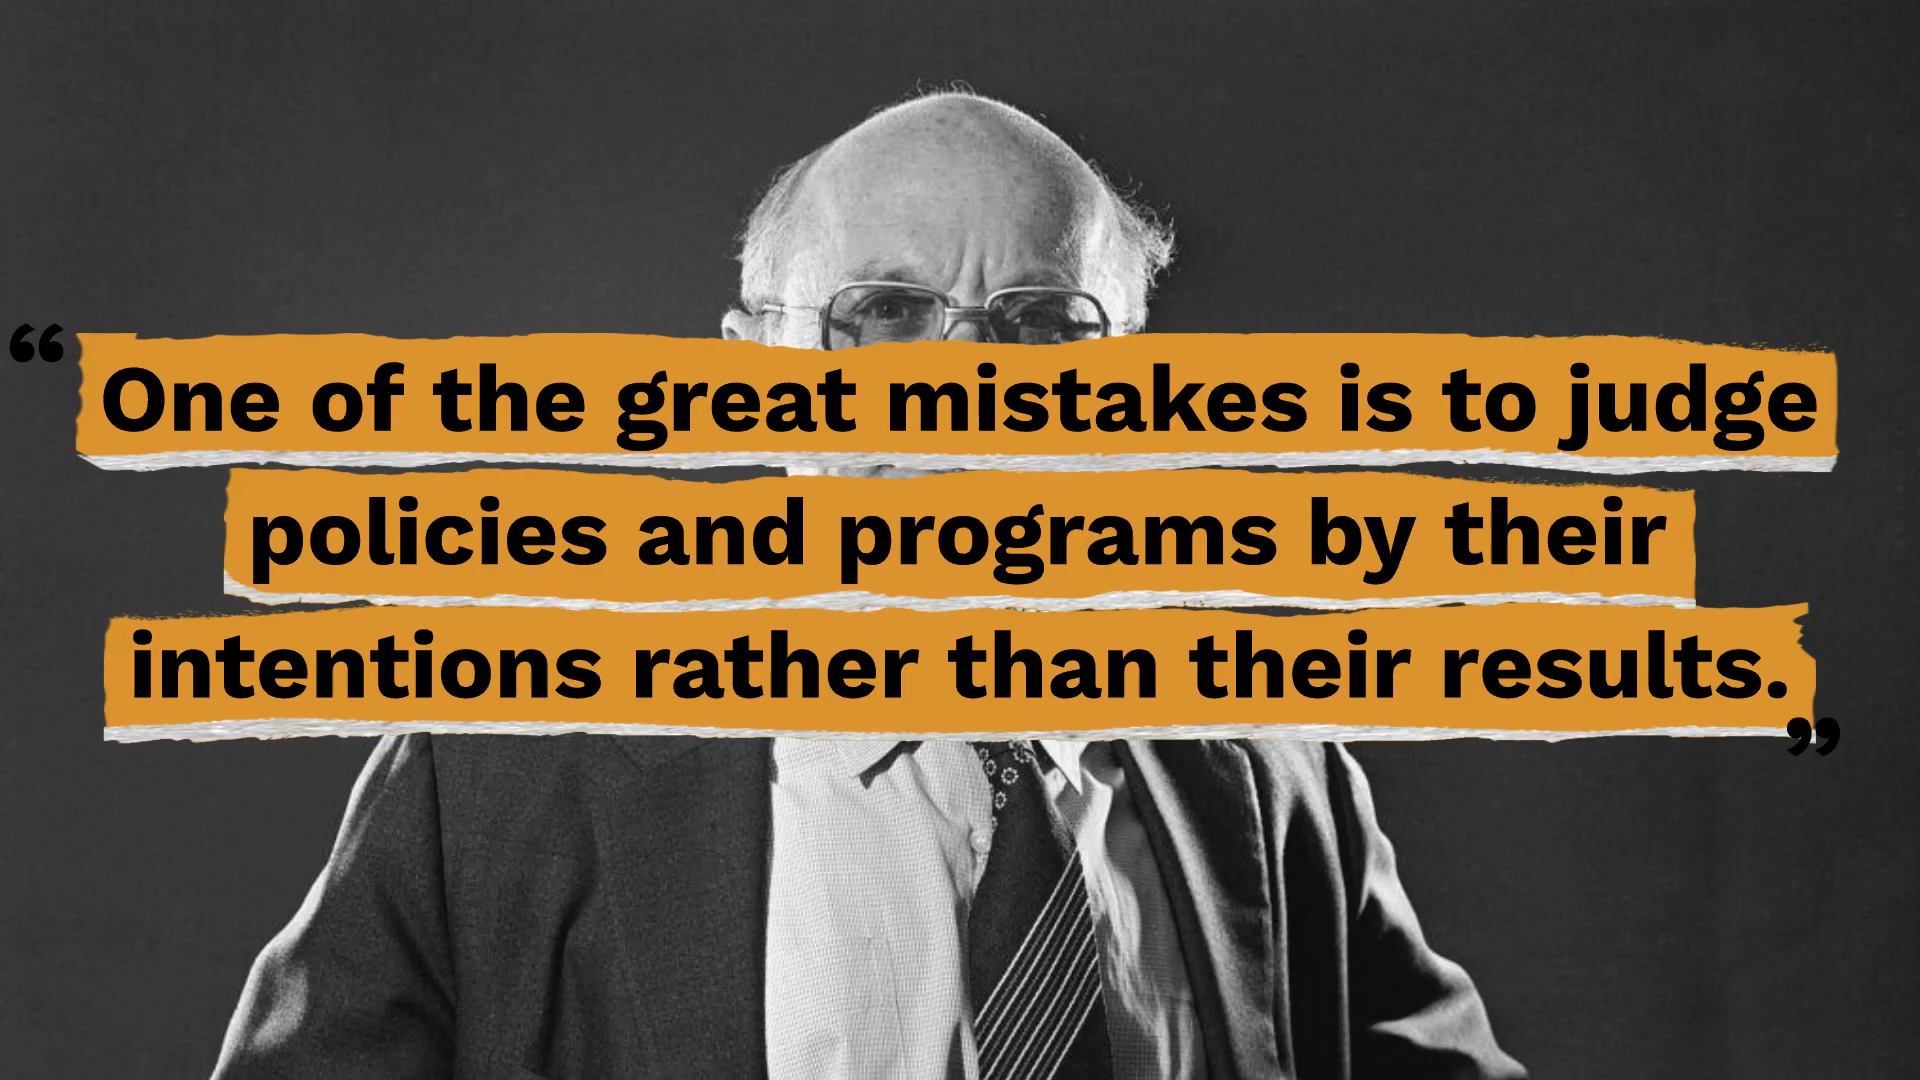 “One of the great mistakes is to judge
policies and programs by their
intentions rather than their results.”